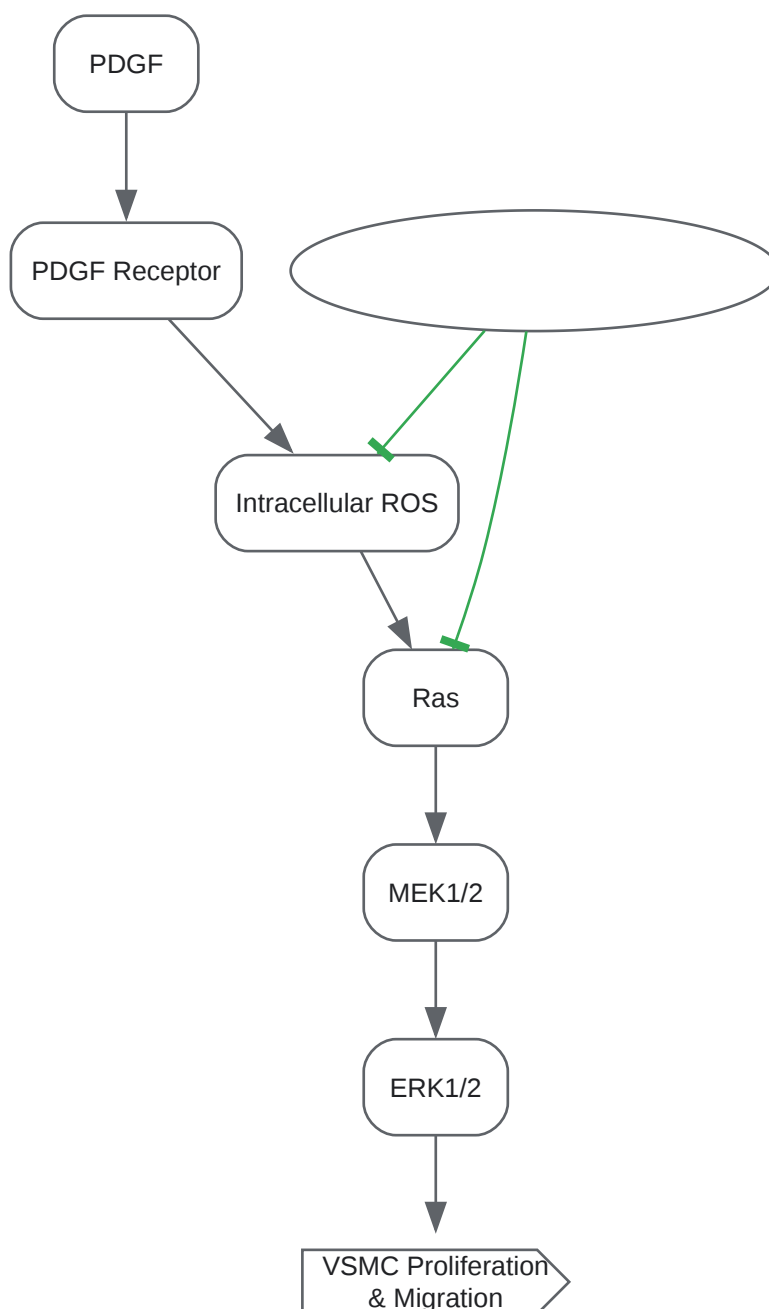 PDGF
PDGF Receptor
Intracellular ROS
Ras
MEK1/2
ERK1/2
VSMC Proliferation
& Migration